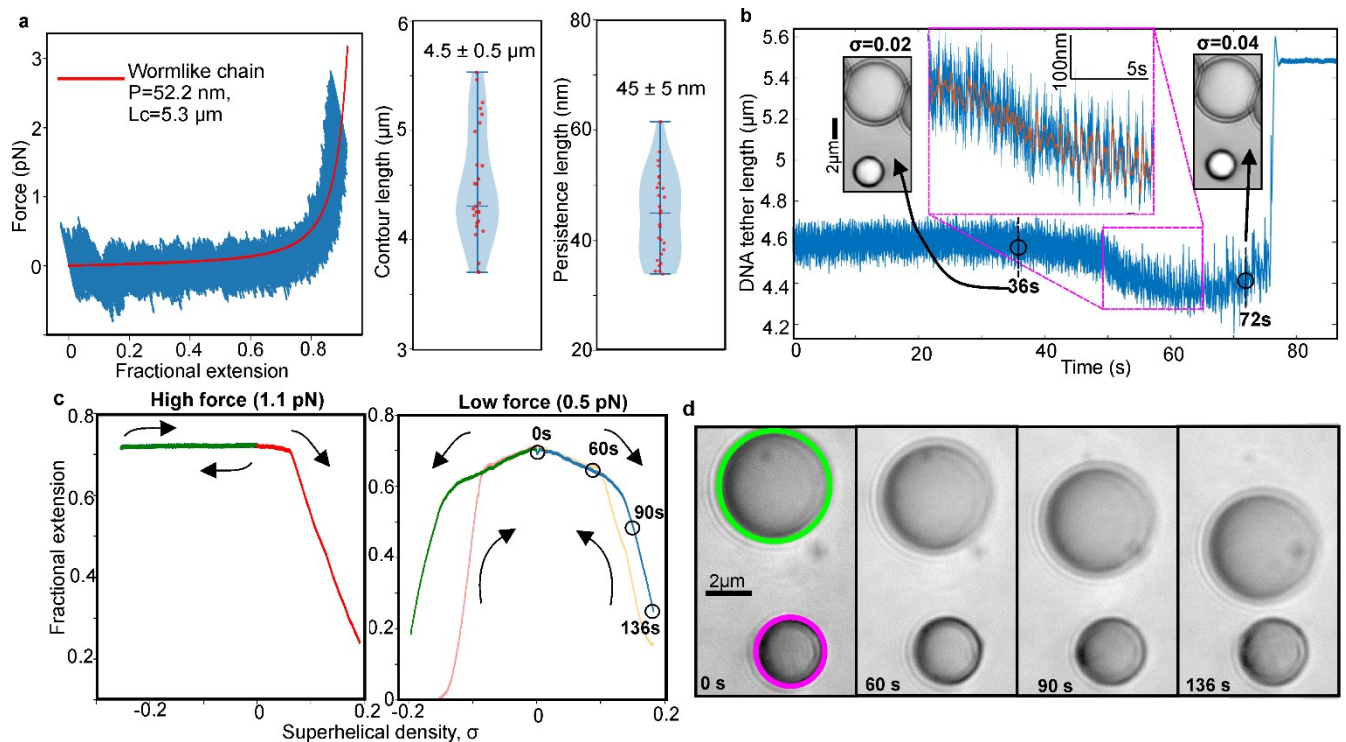 a
Force (pN)
3
2
1
0
Wormlike chain
P=52.2 nm,
Lc=5.3 µm
0 0.2 0.4 0.6 0.8
Fractional extension
Contour length (µm)
6
5
4
3
4.5 ± 0.5 µm
Persistence length (nm)
80
60
40
20
45 ± 5 nm
b
DNA tether length (µm)
5.6
5.4
5.2
5
4.8
4.6
4.4
4.2
σ=0.02
2µm
100nm
5s
σ=0.04
36s
72s
0 20 40 60 80
Time (s)
c
High force (1.1 pN)
Fractional extension
0.8
0.6
0.4
0.2
-0.2 0 0.2
Low force (0.5 pN)
0.8
0.6
0.4
0.2
0
0s
60s
90s
136s
-0.2 0 0.2
Superhelical density, σ
d
2µm
0 s
60 s
90 s
136 s